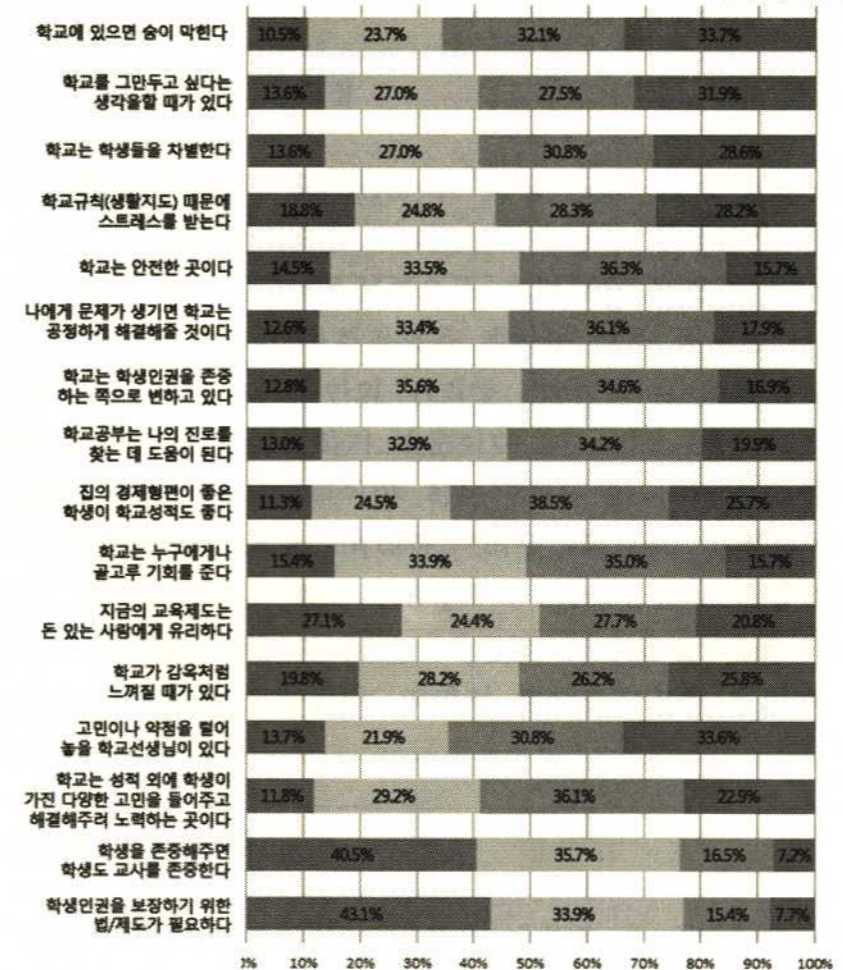 학교에 있으면 숨이 막힌다
10.5% 23.7% 32.1% 33.7%
학교를 그만두고 싶다는
생각을할 때가 있다
13.6% 27.0% 27.5% 31.9%
학교는 학생들을 차별한다
13.6% 27.0% 30.8% 28.6%
학교규칙(생활지도) 때문에
스트레스를 받는다
18.8% 24.8% 28.3% 28.2%
학교는 안전한 곳이다
14.5% 33.5% 36.3% 15.7%
나에게 문제가 생기면 학교는
공정하게 해결해줄 것이다
12.6% 33.4% 36.1% 17.9%
학교는 학생인권을 존중
하는 쪽으로 변하고 있다
12.8% 35.6% 34.6% 16.9%
학교공부는 나의 진로를
찾는 데 도움이 된다
13.0% 32.9% 34.2% 19.9%
집의 경제형편이 좋은
학생이 학교성적도 좋다
11.3% 24.5% 38.5% 25.7%
학교는 누구에게나
골고루 기회를 준다
15.4% 33.9% 35.0% 15.7%
지금의 교육제도는
돈 있는 사람에게 유리하다
27.1% 24.4% 27.7% 20.8%
학교가 감옥처럼
느껴질 때가 있다
19.8% 28.2% 26.2% 25.8%
고민이나 약점을 털어
놓을 학교선생님이 있다
13.7% 21.9% 30.8% 33.6%
학교는 성적 외에 학생이
가진 다양한 고민을 들어주고
해결해주려 노력하는 곳이다
11.8% 29.2% 36.1% 22.9%
학생을 존중해주면
학생도 교사를 존중한다
40.5% 35.7% 16.5% 7.2%
학생인권을 보장하기 위한
법/제도가 필요하다
43.1% 33.9% 15.4% 7.7%
10% 20% 30% 40% 50% 60% 70% 80% 90% 100%